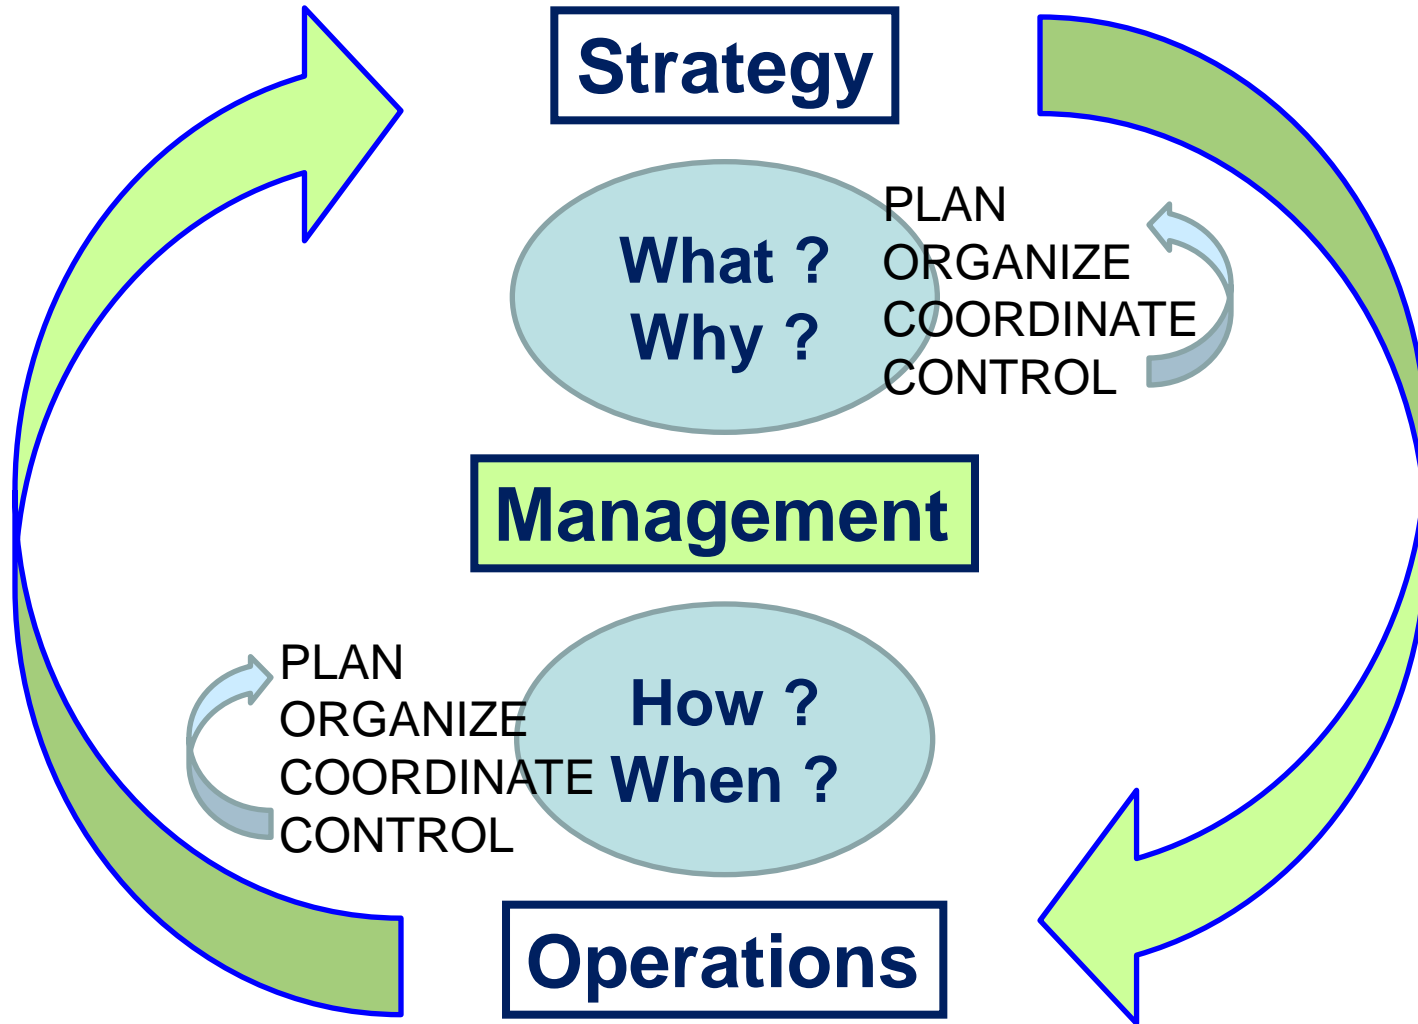 Strategy
What ?
Why ?
PLAN
ORGANIZE
COORDINATE
CONTROL
Management
PLAN
ORGANIZE
COORDINATE
CONTROL
How ?
When ?
Operations